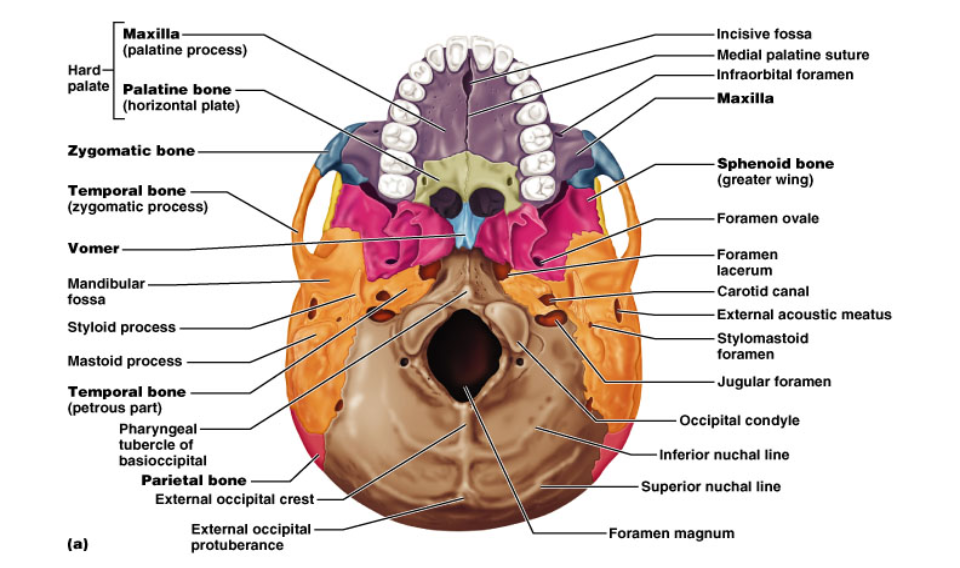 Maxilla
(palatine process)
Hard
palate
Palatine bone
(horizontal plate)
Zygomatic bone
Temporal bone
(zygomatic process)
Vomer
Mandibular
fossa
Styloid process
Mastoid process
Temporal bone
(petrous part)
Pharyngeal
tubercle of
basioccipital
Parietal bone
External occipital crest
External occipital
protuberance
(a)
Incisive fossa
Medial palatine suture
Infraorbital foramen
Maxilla
Sphenoid bone
(greater wing)
Foramen ovale
Foramen
lacerum
Carotid canal
External acoustic meatus
Stylomastoid
foramen
Jugular foramen
Occipital condyle
Inferior nuchal line
Superior nuchal line
Foramen magnum